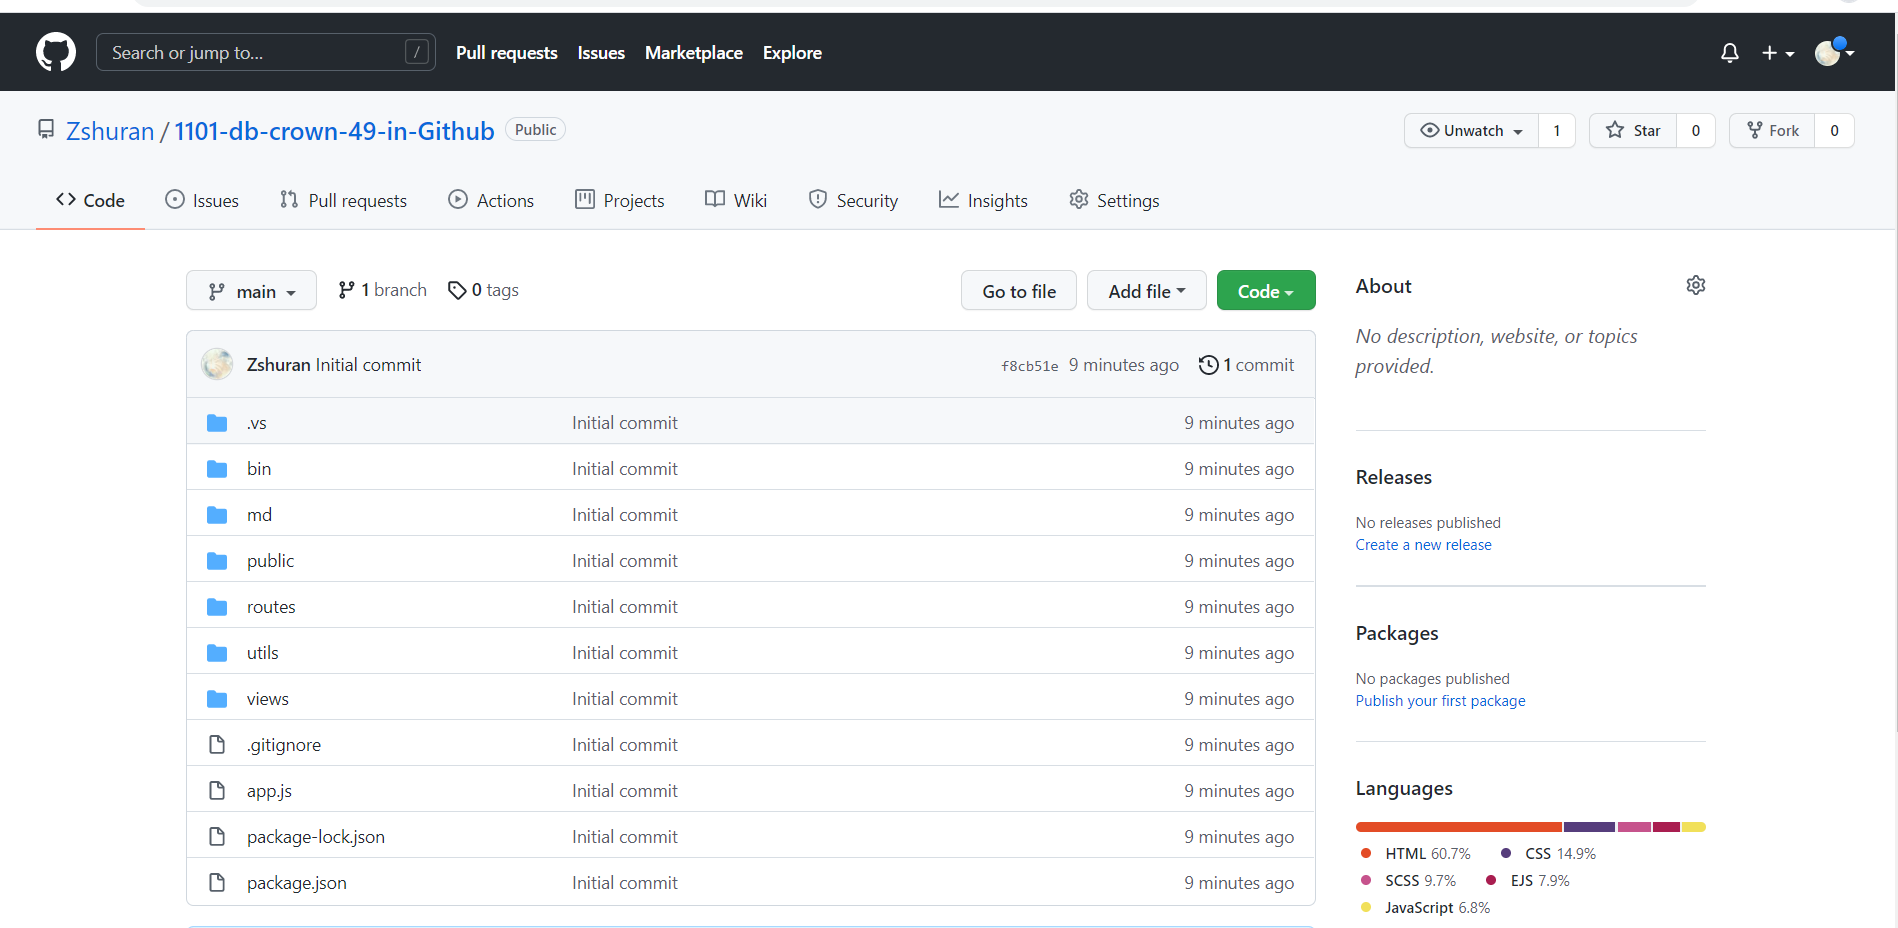 Search or jump to... /
Pull requests Issues Marketplace Explore
Zshuran / 1101-db-crown-49-in-Github Public
Unwatch 1 Star 0 Fork 0
Code Issues Pull requests Actions Projects Wiki Security Insights Settings
main 1 branch 0 tags Go to file Add file Code
Zshuran Initial commit f8cb51e 9 minutes ago 1 commit
.vs Initial commit 9 minutes ago
bin Initial commit 9 minutes ago
md Initial commit 9 minutes ago
public Initial commit 9 minutes ago
routes Initial commit 9 minutes ago
utils Initial commit 9 minutes ago
views Initial commit 9 minutes ago
.gitignore Initial commit 9 minutes ago
app.js Initial commit 9 minutes ago
package-lock.json Initial commit 9 minutes ago
package.json Initial commit 9 minutes ago
About
No description, website, or topics
provided.
Releases
No releases published
Create a new release
Packages
No packages published
Publish your first package
Languages
HTML 60.7% CSS 14.9%
SCSS 9.7% EJS 7.9%
JavaScript 6.8%